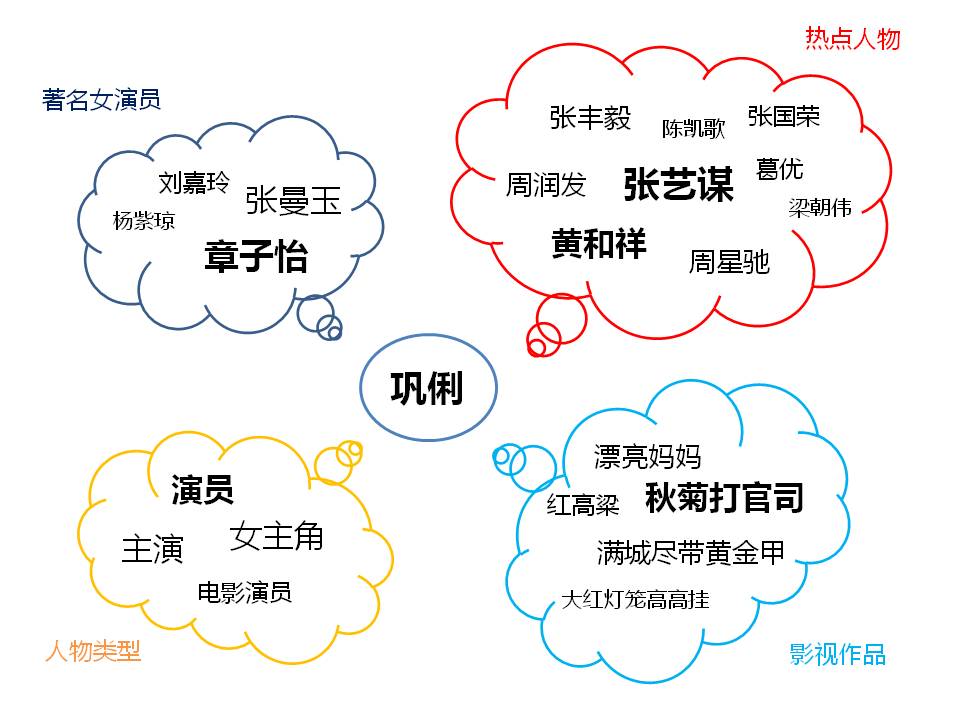 热点人物
著名女演员
张丰毅
陈凯歌
张国荣
刘嘉玲
张曼玉
杨紫琼
章子怡
周润发
张艺谋
葛优
梁朝伟
黄和祥
周星驰
巩俐
演员
主演
女主角
电影演员
人物类型
漂亮妈妈
红高粱
秋菊打官司
满城尽带黄金甲
大红灯笼高高挂
影视作品